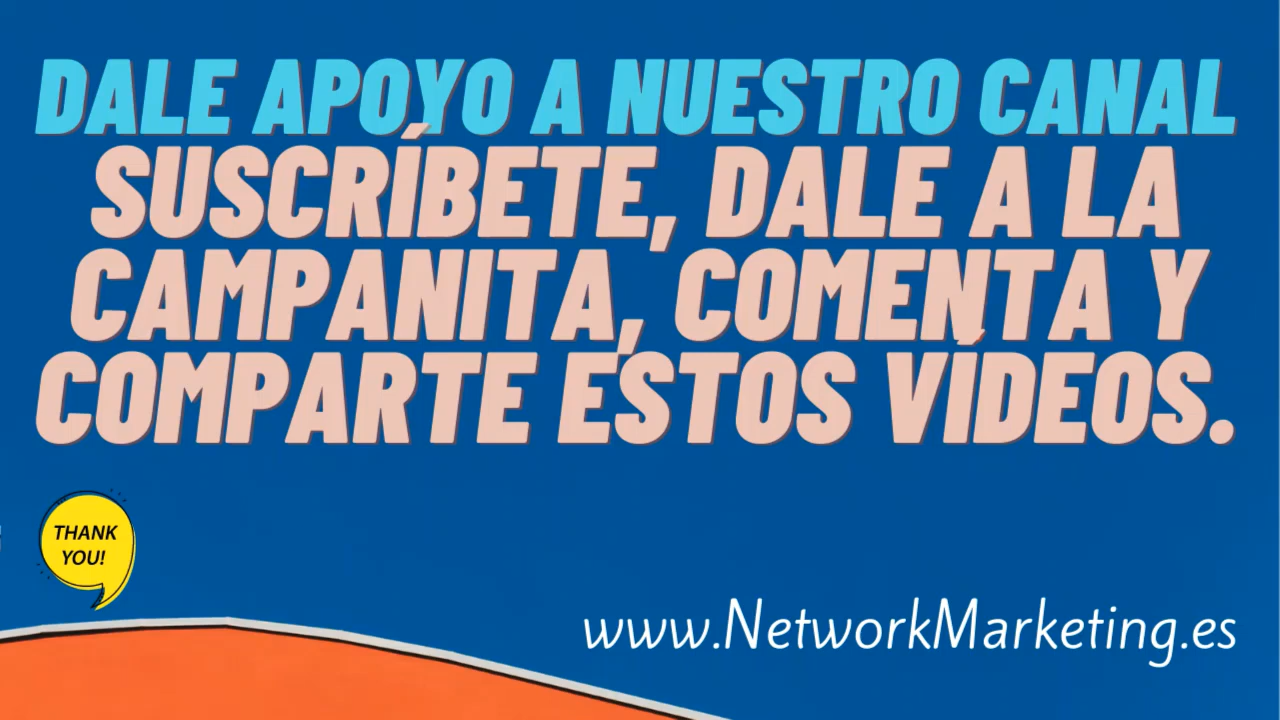 DALE APOYO A NUESTRO CANAL
SUSCRÍBETE, DALE A LA
CAMPANITA, COMENTA Y
COMPARTE ESTOS VÍDEOS.
THANK
YOU!
www.NetworkMarketing.es